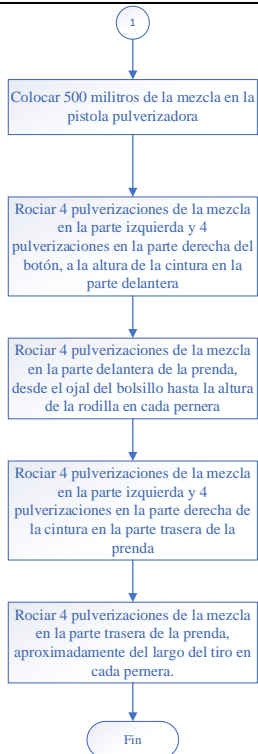 1
Colocar 500 militros de la mezcla en la
pistola pulverizadora
Rociar 4 pulverizaciones de la mezcla
en la parte izquierda y 4
pulverizaciones en la parte derecha del
botón, a la altura de la cintura en la
parte delantera
Rociar 4 pulverizaciones de la mezcla
en la parte delantera de la prenda,
desde el ojal del bolsillo hasta la altura
de la rodilla en cada pernera
Rociar 4 pulverizaciones de la mezcla
en la parte izquierda y 4
pulverizaciones en la parte derecha de
la cintura en la parte trasera de la
prenda
Rociar 4 pulverizaciones de la mezcla
en la parte trasera de la prenda,
aproximadamente del largo del tiro en
cada pernera.
Fin